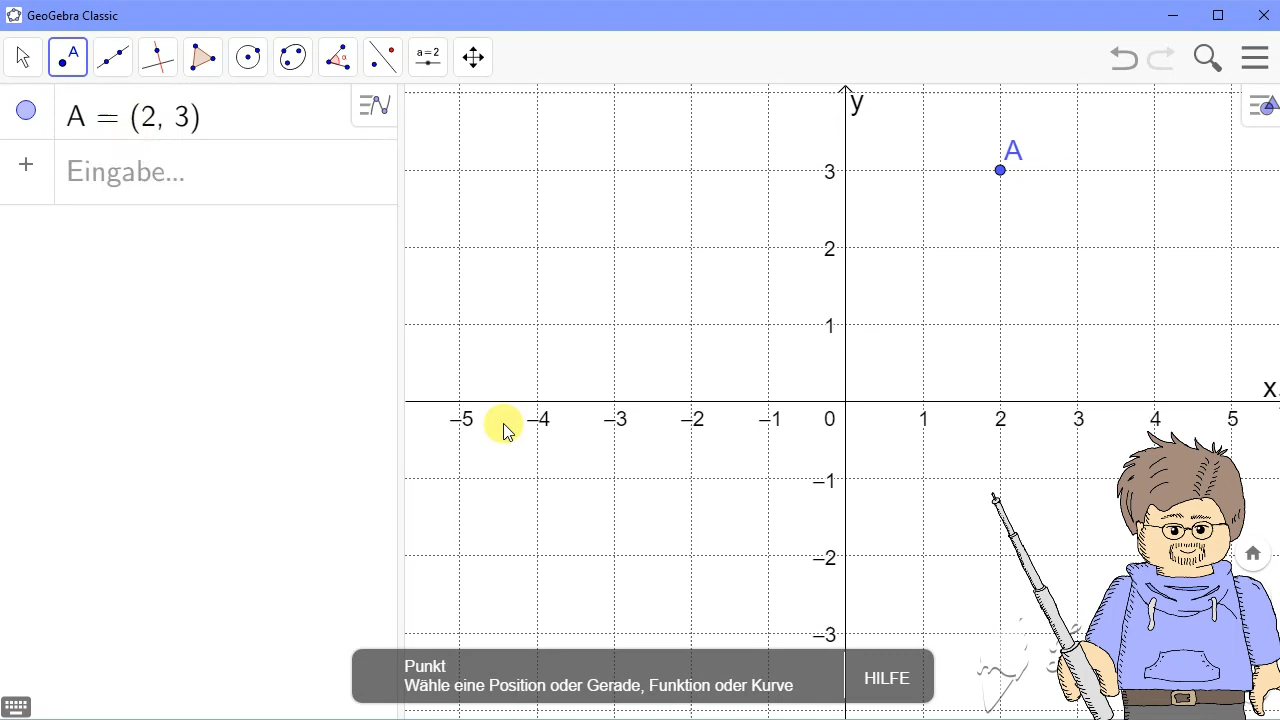 GeoGebra Classic
A
a=2
A = (2, 3)
Eingabe...
y
A
3
2
1
x
–5
–4
–3
–2
–1
0
1
2
3
4
5
–1
–2
–3
Punkt
Wähle eine Position oder Gerade, Funktion oder Kurve
HILFE